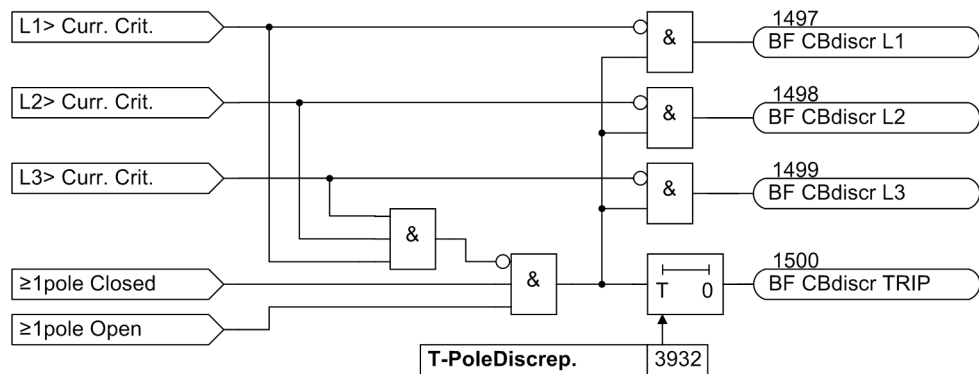 L1> Curr. Crit.
&
1497
BF CBdiscr L1
L2> Curr. Crit.
&
1498
BF CBdiscr L2
L3> Curr. Crit.
&
1499
BF CBdiscr L3
&
≥1pole Closed
&
T 0
1500
BF CBdiscr TRIP
≥1pole Open
T-PoleDiscrep. 3932